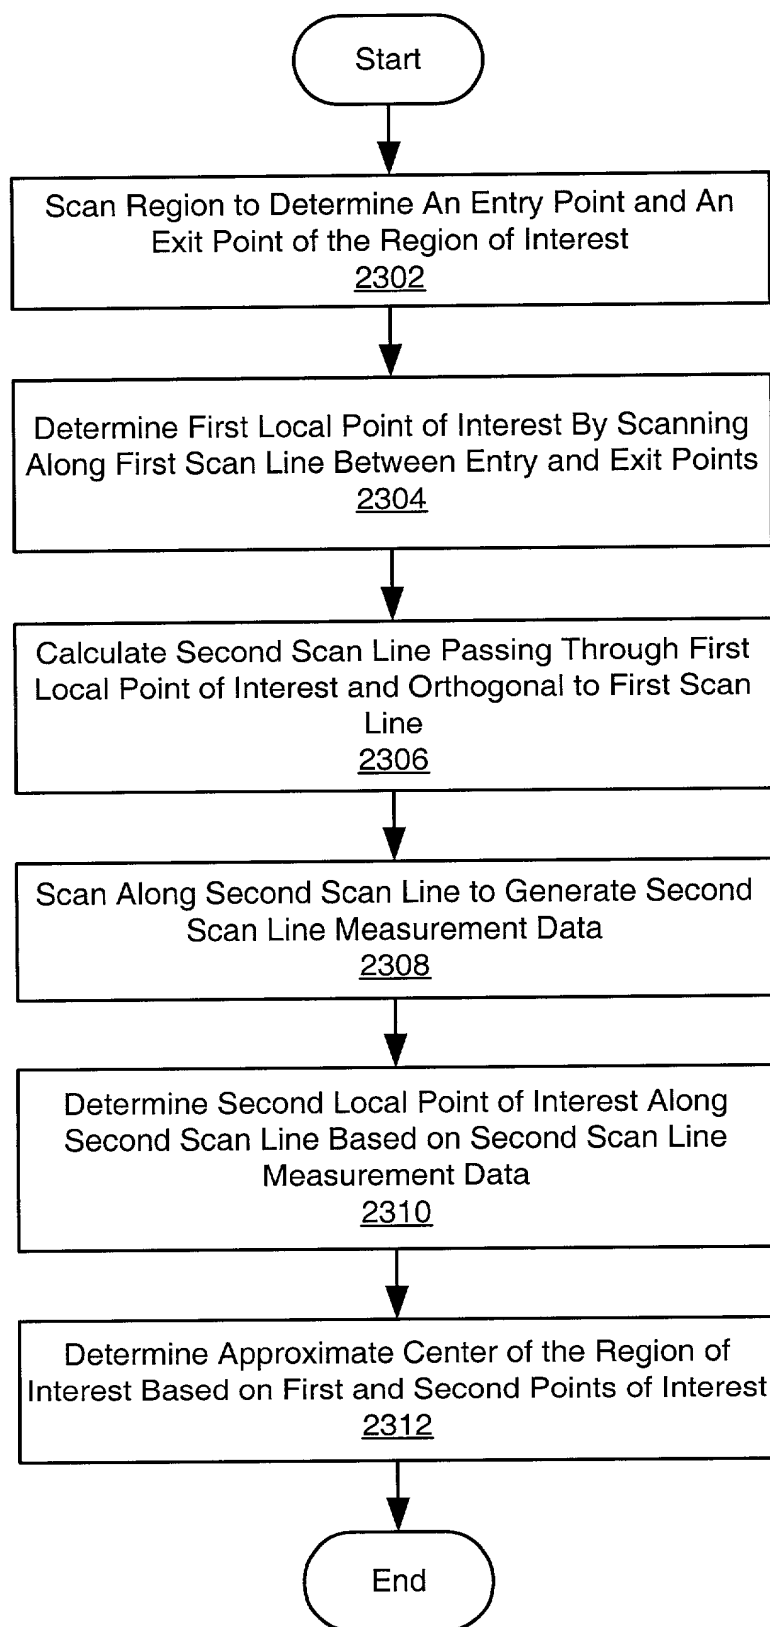 Start
Scan Region to Determine An Entry Point and An
Exit Point of the Region of Interest
2302
Determine First Local Point of Interest By Scanning
Along First Scan Line Between Entry and Exit Points
2304
Calculate Second Scan Line Passing Through First
Local Point of Interest and Orthogonal to First Scan
Line
2306
Scan Along Second Scan Line to Generate Second
Scan Line Measurement Data
2308
Determine Second Local Point of Interest Along
Second Scan Line Based on Second Scan Line
Measurement Data
2310
Determine Approximate Center of the Region of
Interest Based on First and Second Points of Interest
2312
End